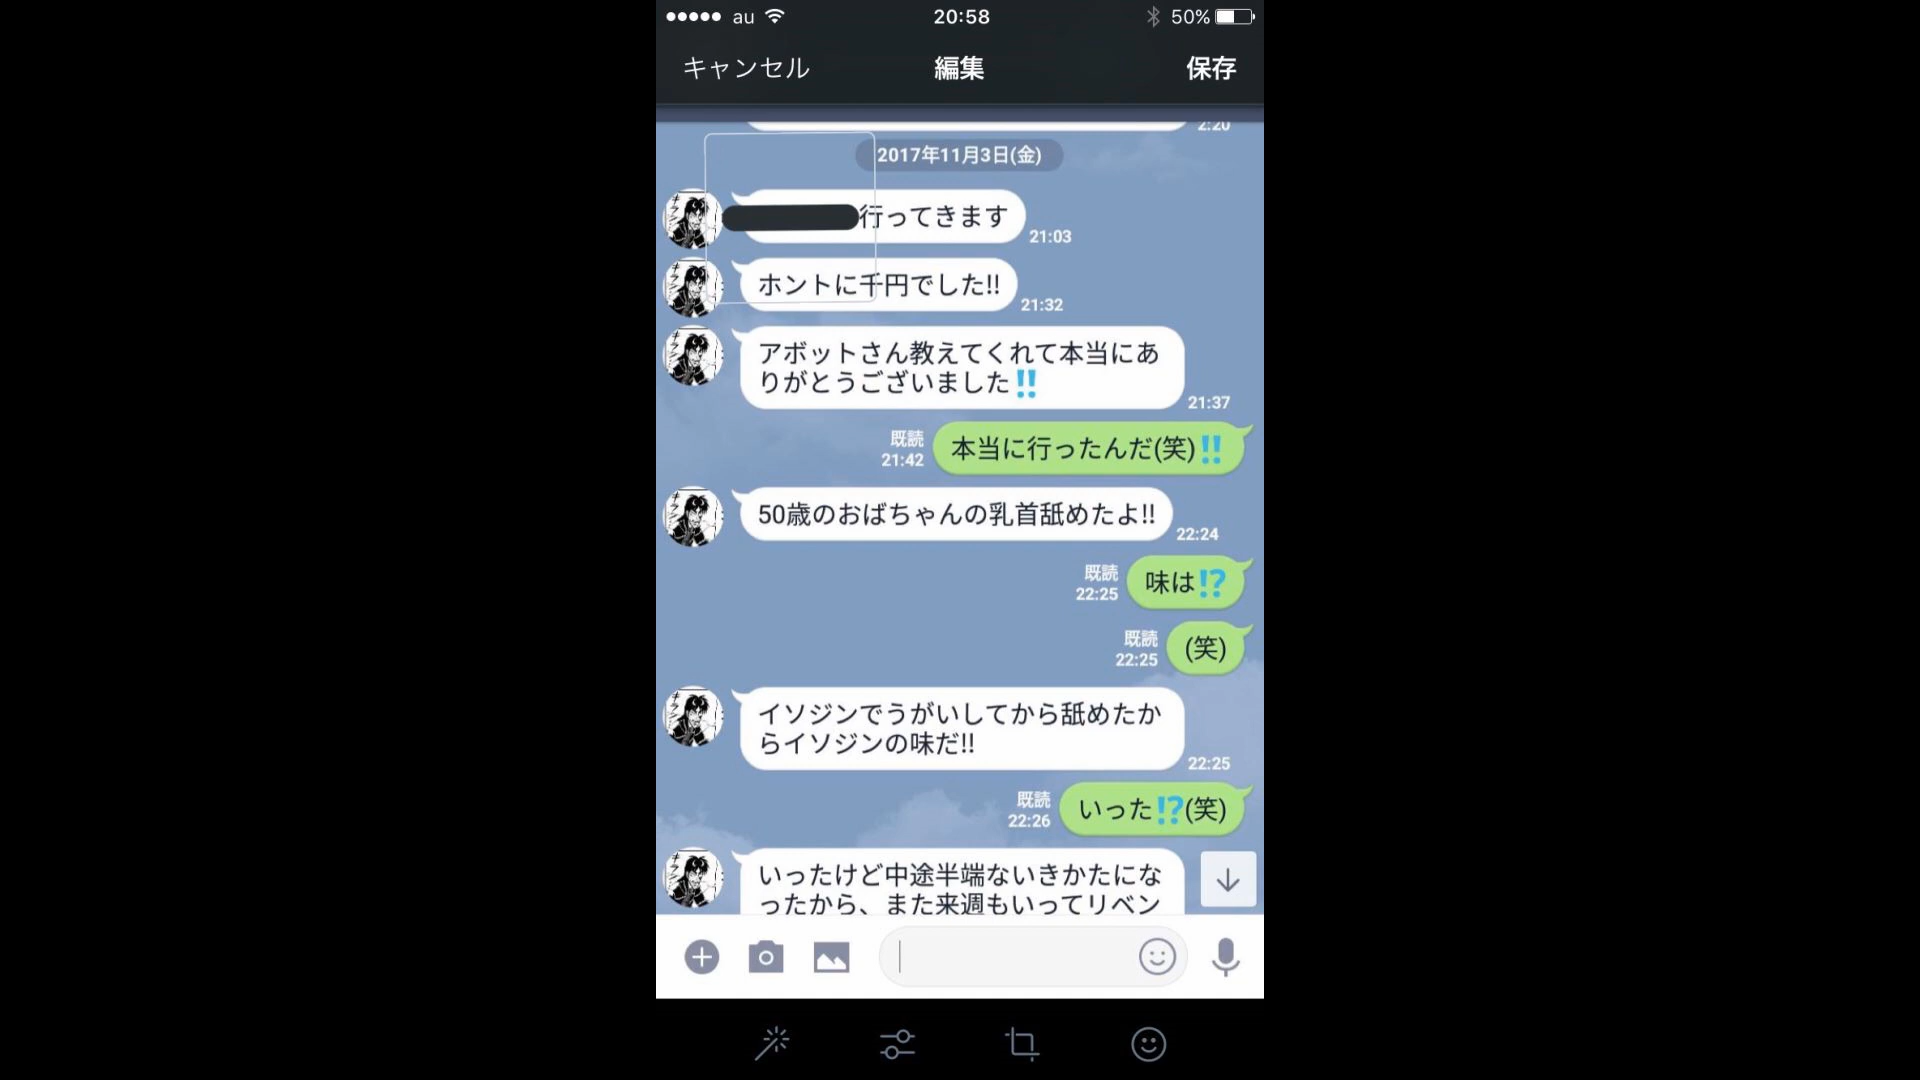 au 20:58 50%
キャンセル 編集 保存
2:20
2017年11月3日(金)
行ってきます
21:03
ホントに千円でした!!
21:32
アボットさん教えてくれて本当にあ
りがとうございました‼
21:37
既読
21:42
本当に行ったんだ(笑)‼
50歳のおばちゃんの乳首舐めたよ!!
22:24
既読
22:25
味は⁉
既読
22:25
(笑)
イソジンでうがいしてから舐めたか
らイソジンの味だ!!
22:25
既読
22:26
いった⁉(笑)
いったけど中途半端ないきかたにな
ったから、また来週もいってリベン